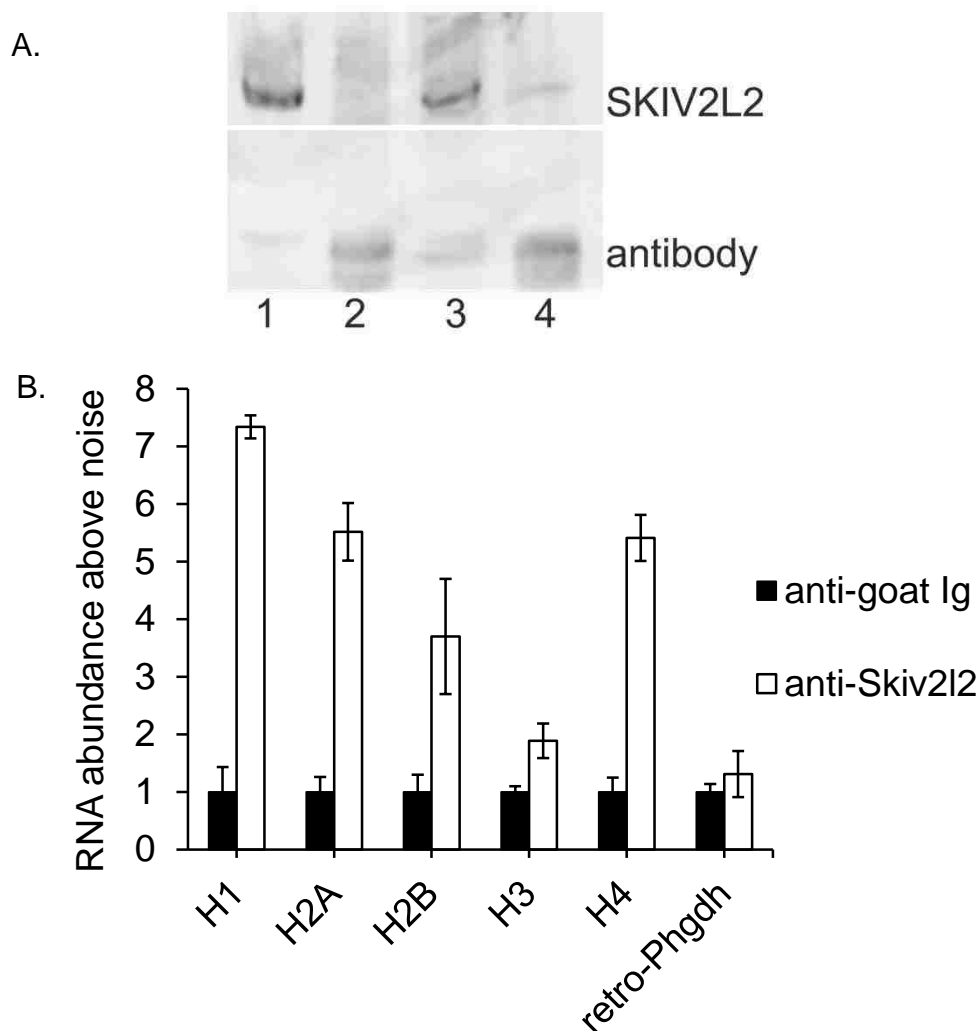 A.
SKIV2L2
antibody
1 2 3 4
B.
RNA abundance above noise
8
7
6
5
4
3
2
1
0
anti-goat Ig
anti-Skiv2l2
H1
H2A
H2B
H3
H4
retro-Phgdh